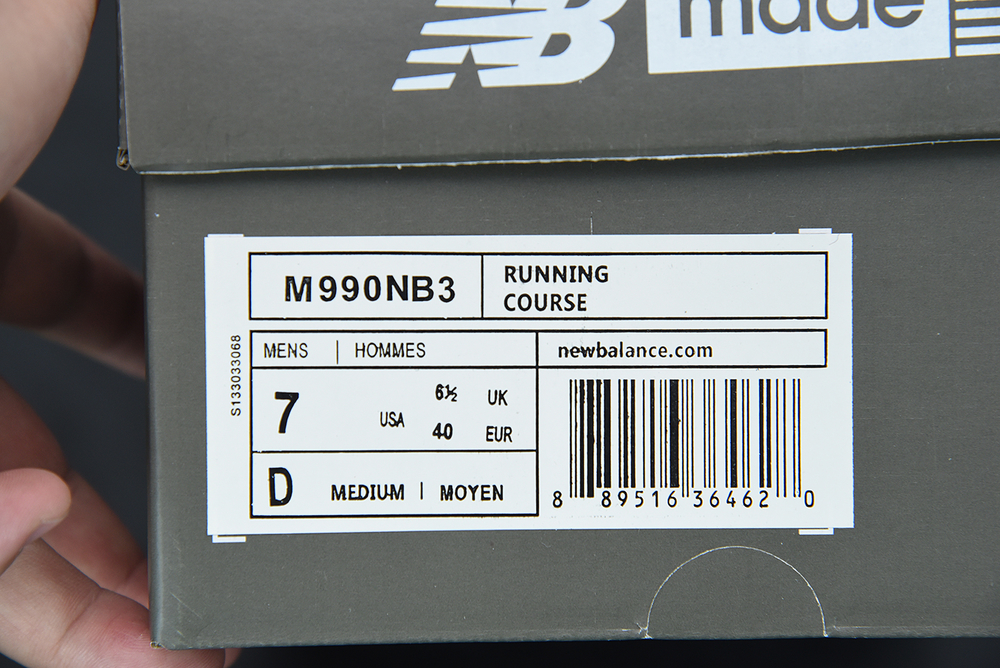 NB
made
M990NB3
RUNNING
COURSE
MENS | HOMMES
newbalance.com
S133033068
7
USA
6½ UK
40 EUR
D
MEDIUM | MOYEN
8 89516 36462 0